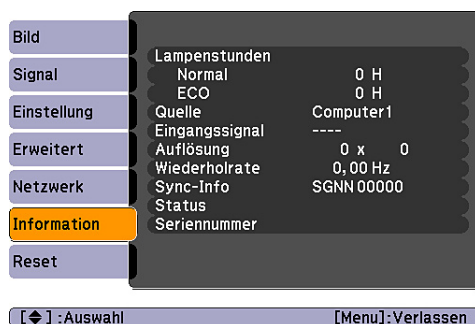 Bild
Signal
Einstellung
Erweitert
Netzwerk
Information
Reset
Lampenstunden
Normal 0 H
ECO 0 H
Quelle Computer1
Eingangssignal ----
Auflösung 0 x 0
Wiederholrate 0,00 Hz
Sync-Info SGNN 00000
Status
Seriennummer
[◆] :Auswahl [Menu]:Verlassen